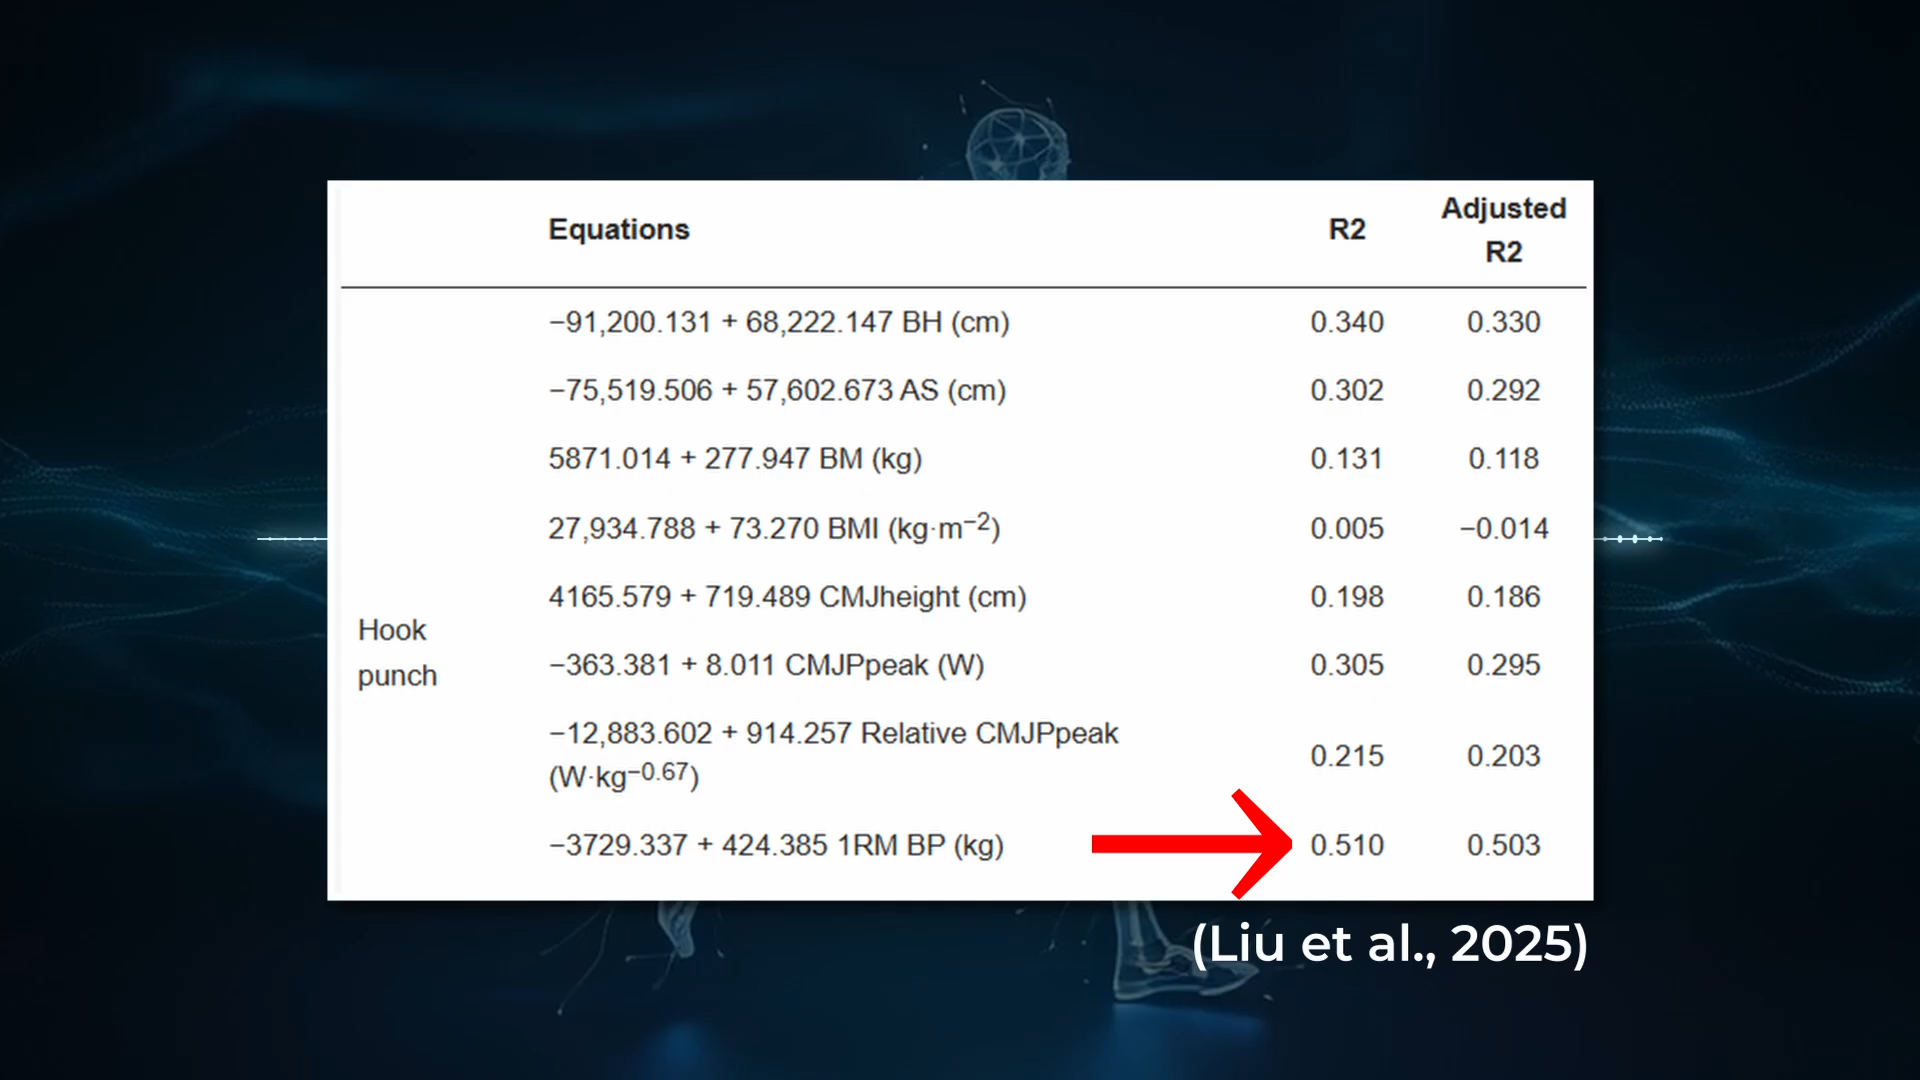 Equations R2 Adjusted R2
−91,200.131 + 68,222.147 BH (cm) 0.340 0.330
−75,519.506 + 57,602.673 AS (cm) 0.302 0.292
5871.014 + 277.947 BM (kg) 0.131 0.118
27,934.788 + 73.270 BMI (kg·m−2) 0.005 −0.014
4165.579 + 719.489 CMJheight (cm) 0.198 0.186
Hook punch
−363.381 + 8.011 CMJPpeak (W) 0.305 0.295
−12,883.602 + 914.257 Relative CMJPpeak
(W·kg−0.67) 0.215 0.203
−3729.337 + 424.385 1RM BP (kg) 0.510 0.503
(Liu et al., 2025)